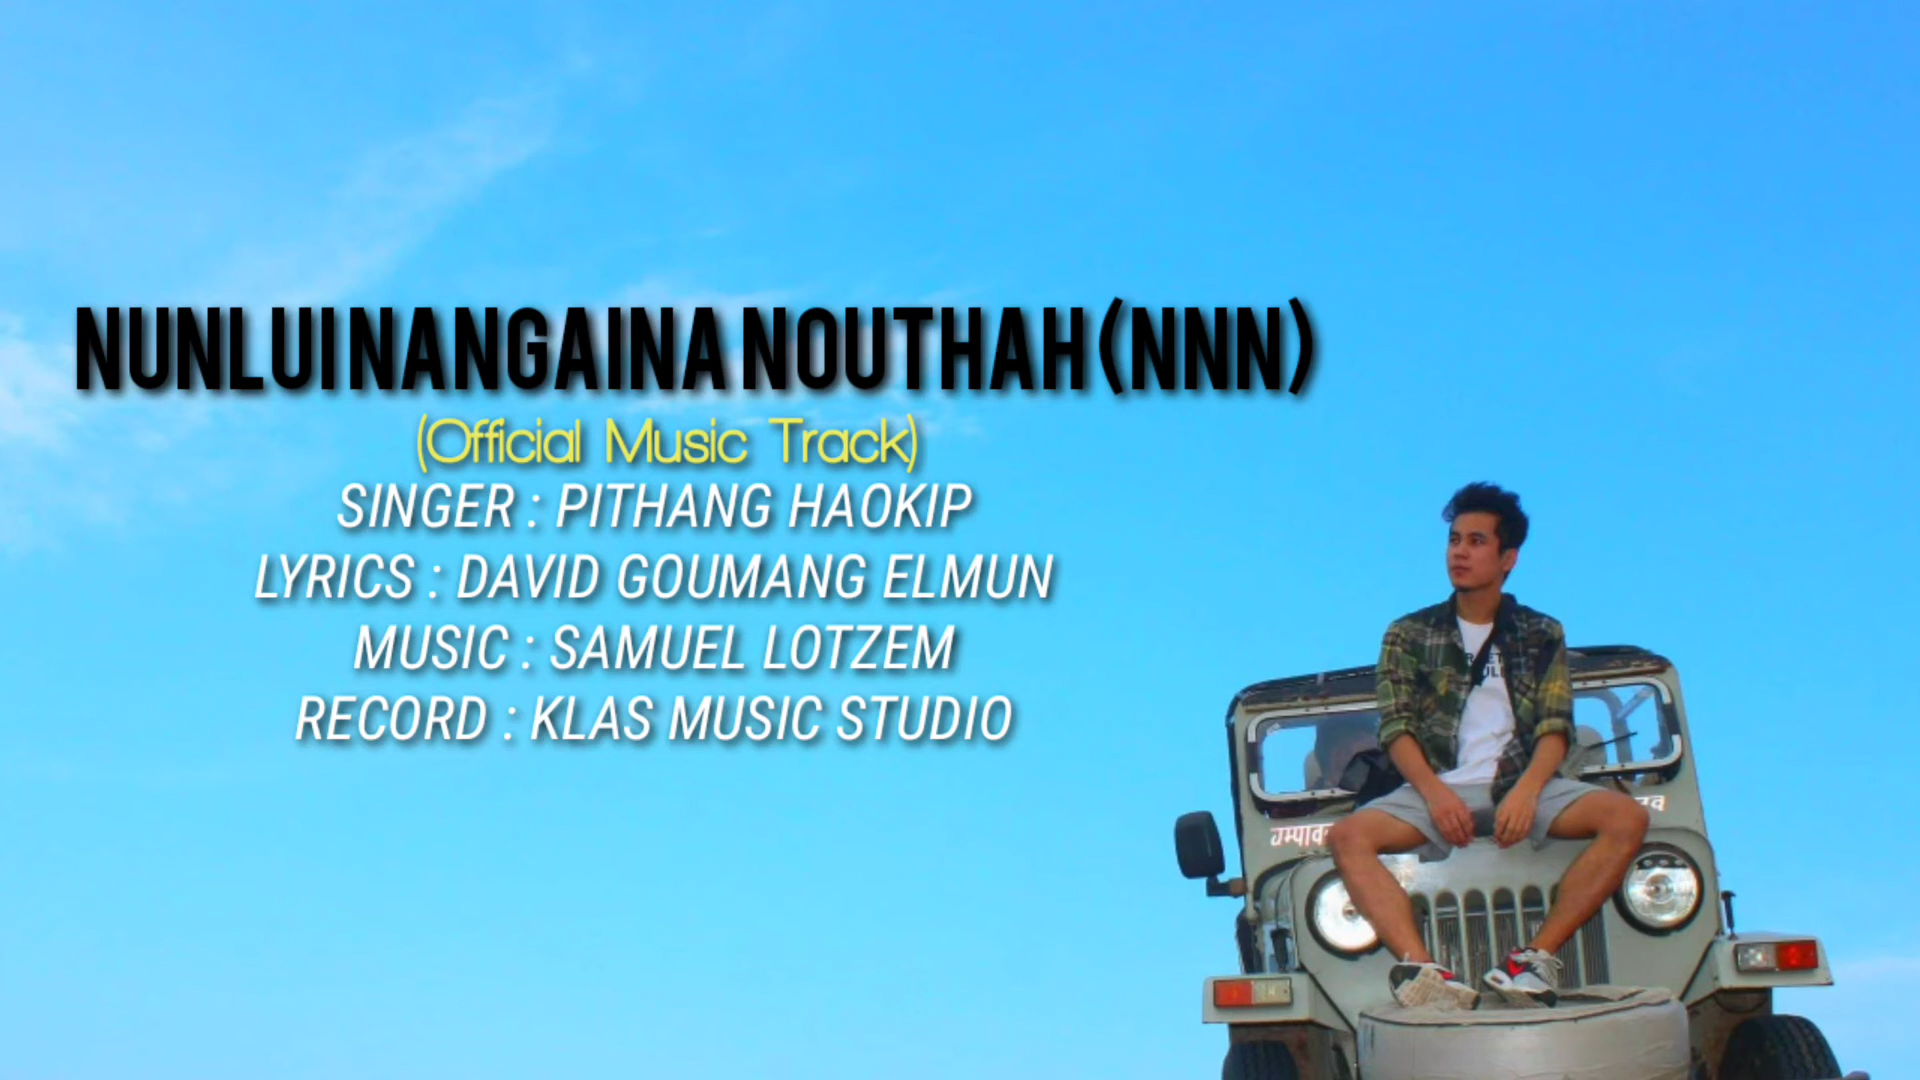 NUNLUI NANGAINA NOUTHAH (NNN)
(Official Music Track)
SINGER : PITHANG HAOKIP
LYRICS : DAVID GOUMANG ELMUN
MUSIC : SAMUEL LOTZEM
RECORD : KLAS MUSIC STUDIO